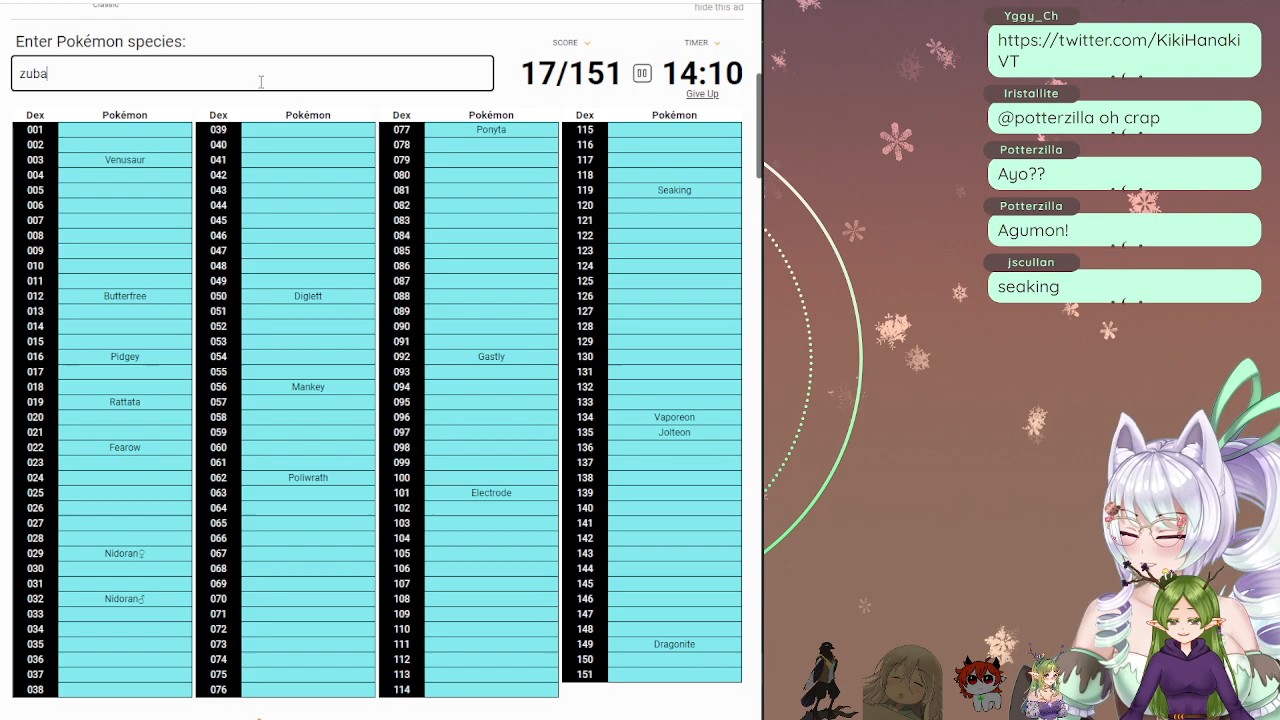 Classic
hide this ad
Enter Pokémon species:
SCORE
TIMER
zuba
17/151
14:10
Give Up
Dex Pokémon Dex Pokémon Dex Pokémon Dex Pokémon
001 039 077 Ponyta 115
002 040 078 116
003 Venusaur 041 079 117
004 042 080 118
005 043 081 119 Seaking
006 044 082 120
007 045 083 121
008 046 084 122
009 047 085 123
010 048 086 124
011 049 087 125
012 Butterfree 050 Diglett 088 126
013 051 089 127
014 052 090 128
015 053 091 129
016 Pidgey 054 092 Gastly 130
017 055 093 131
018 056 Mankey 094 132
019 Rattata 057 095 133
020 058 096 134 Vaporeon
021 059 097 135 Jolteon
022 Fearow 060 098 136
023 061 099 137
024 062 Poliwrath 100 138
025 063 101 Electrode 139
026 064 102 140
027 065 103 141
028 066 104 142
029 Nidoran♀ 067 105 143
030 068 106 144
031 069 107 145
032 Nidoran♂ 070 108 146
033 071 109 147
034 072 110 148
035 073 111 149 Dragonite
036 074 112 150
037 075 113 151
038 076 114
Yggy_Ch
https://twitter.com/KikiHanaki
VT
Iristallite
@potterzilla oh crap
Potterzilla
Ayo??
Potterzilla
Agumon!
jscullan
seaking